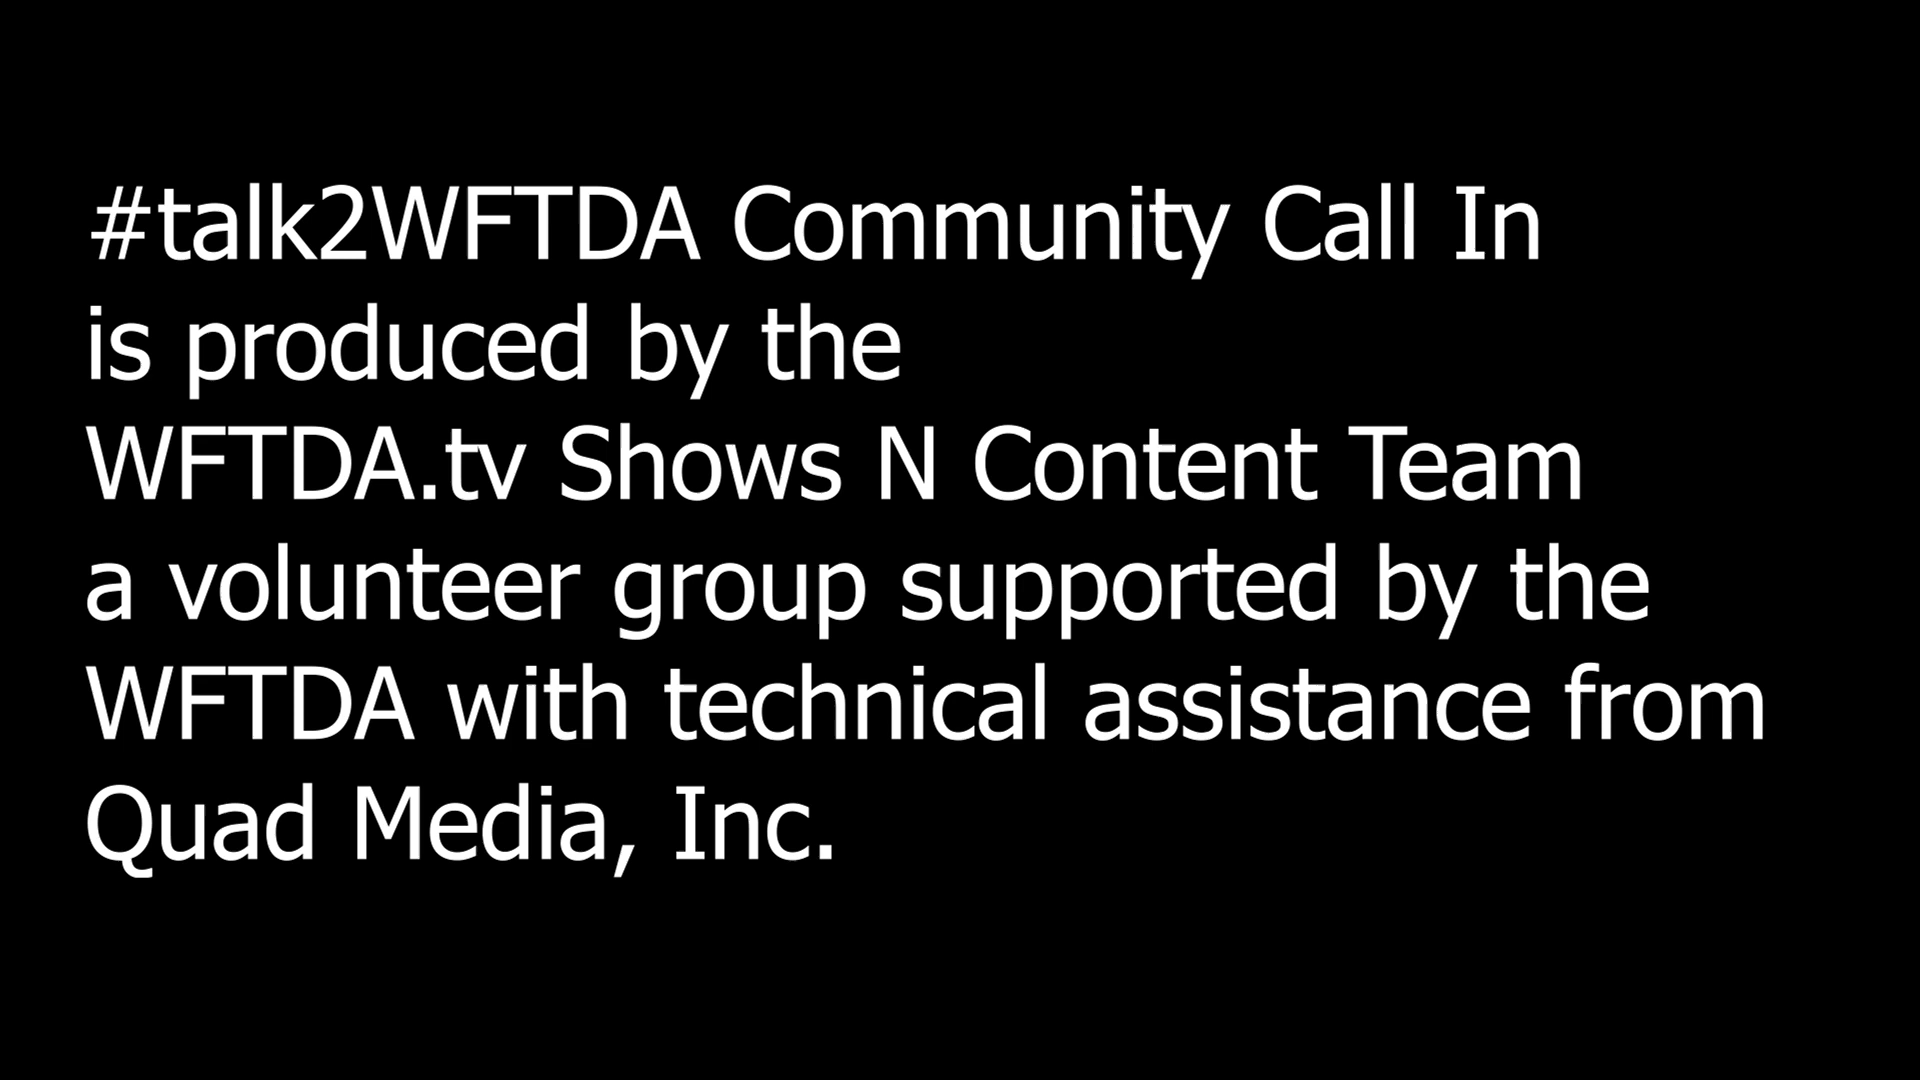 #talk2WFTDA Community Call In
is produced by the
WFTDA.tv Shows N Content Team
a volunteer group supported by the
WFTDA with technical assistance from
Quad Media, Inc.